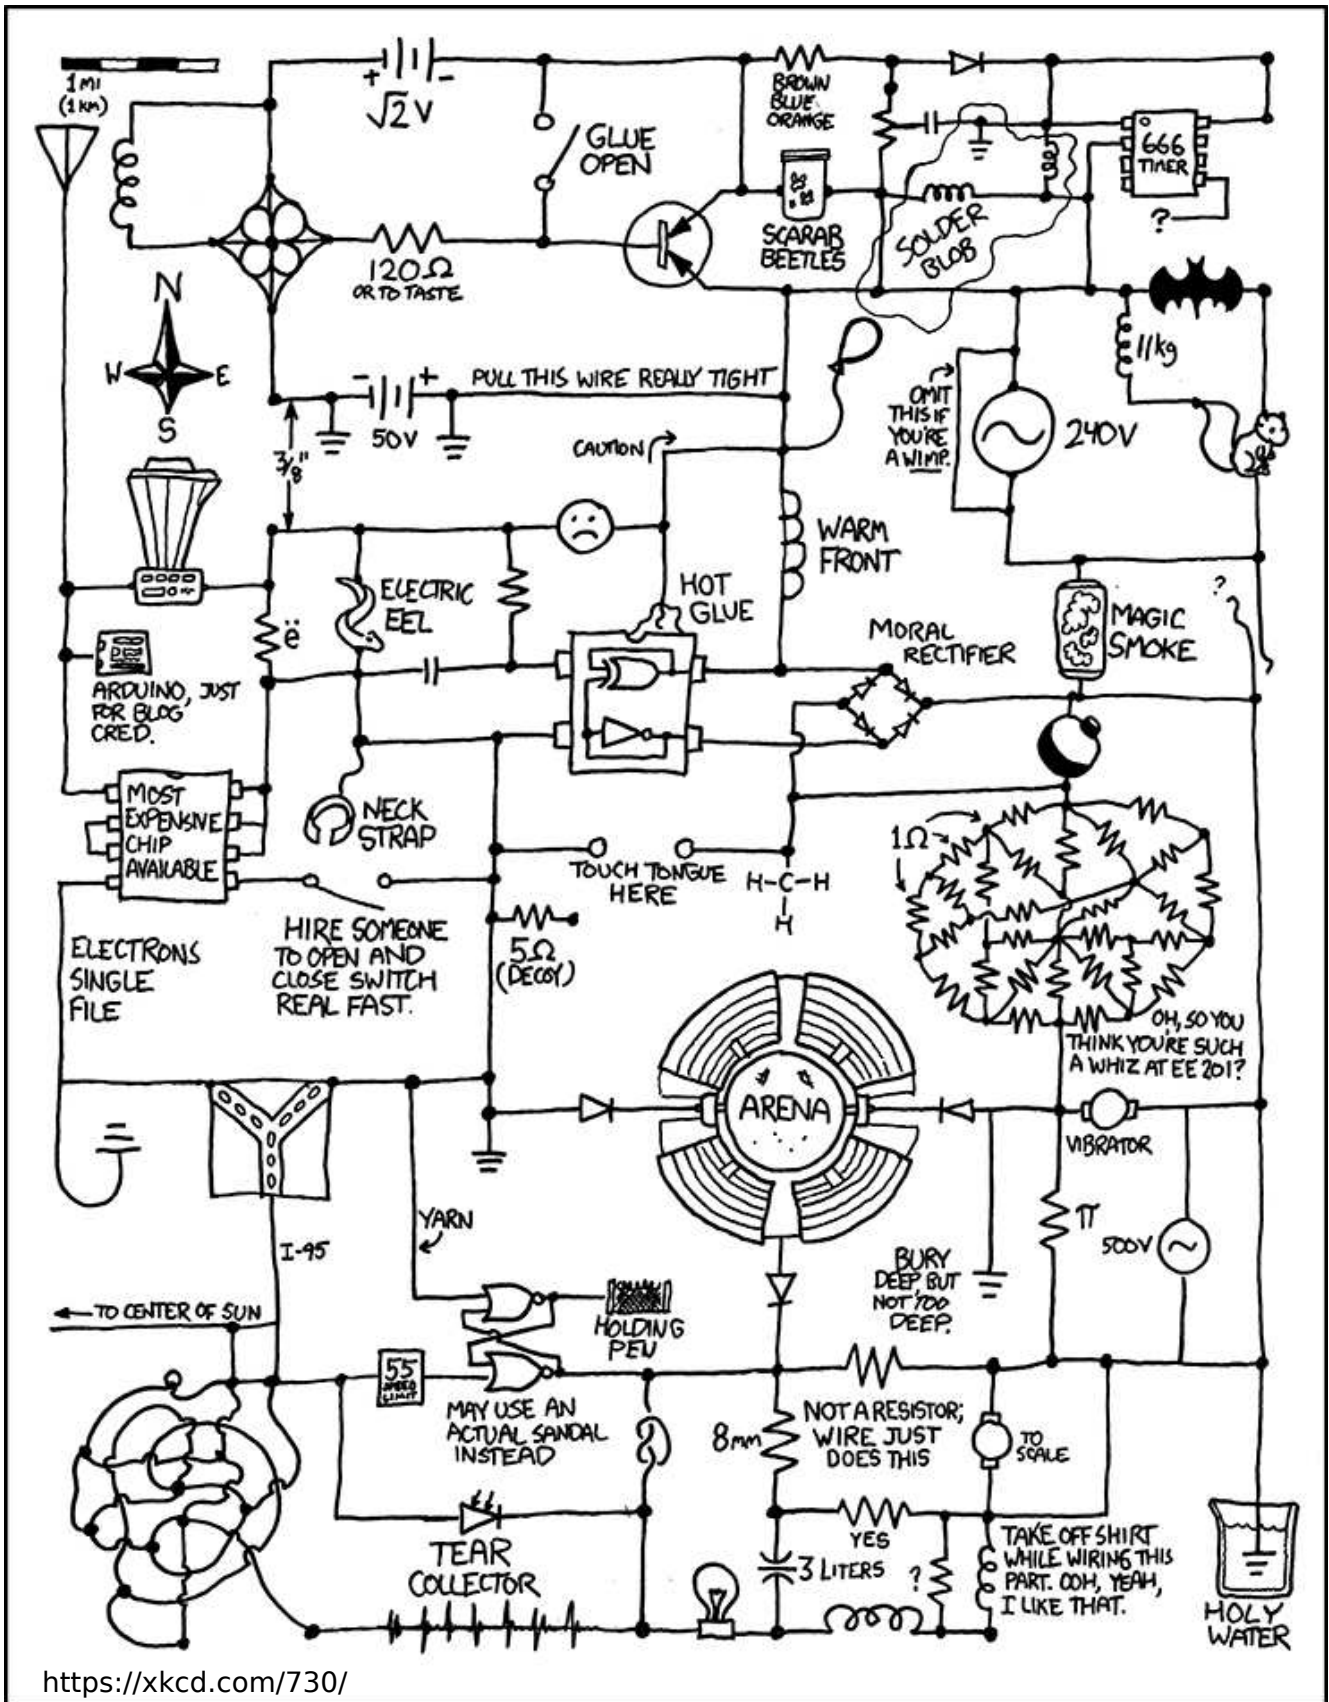 1 MI
(1 KM)
+
-
√2 V
GLUE
OPEN
BROWN
BLUE
ORANGE
666
TIMER
?
SCARAB
BEETLES
SOLDER
BLOB
120Ω
OR TO TASTE
N
W E
S
- +
50V
PULL THIS WIRE REALLY TIGHT
11kg
OMIT
THIS IF
YOU'RE
A WIMP.
240V
CAUTION
3/8"
WARM
FRONT
ELECTRIC
EEL
HOT
GLUE
ë
MORAL
RECTIFIER
MAGIC
SMOKE
?
ARDUINO, JUST
FOR BLOG
CRED.
MOST
EXPENSIVE
CHIP
AVAILABLE
NECK
STRAP
TOUCH TONGUE
HERE
H-C-H
H
1Ω
5Ω
(DECOY)
HIRE SOMEONE
TO OPEN AND
CLOSE SWITCH
REAL FAST.
ELECTRONS
SINGLE
FILE
OH, SO YOU
THINK YOU'RE SUCH
A WHIZ AT EE 201?
ARENA
VIBRATOR
π
500V
YARN
I-95
BURY
DEEP, BUT
NOT TOO
DEEP.
TO CENTER OF SUN
HOLDING
PEN
55
SPEED
LIMIT
MAY USE AN
ACTUAL SANDAL
INSTEAD
8mm
NOT A RESISTOR;
WIRE JUST
DOES THIS
TO
SCALE
YES
TEAR
COLLECTOR
3 LITERS
?
TAKE OFF SHIRT
WHILE WIRING THIS
PART. OOH, YEAH,
I LIKE THAT.
HOLY
WATER
https://xkcd.com/730/